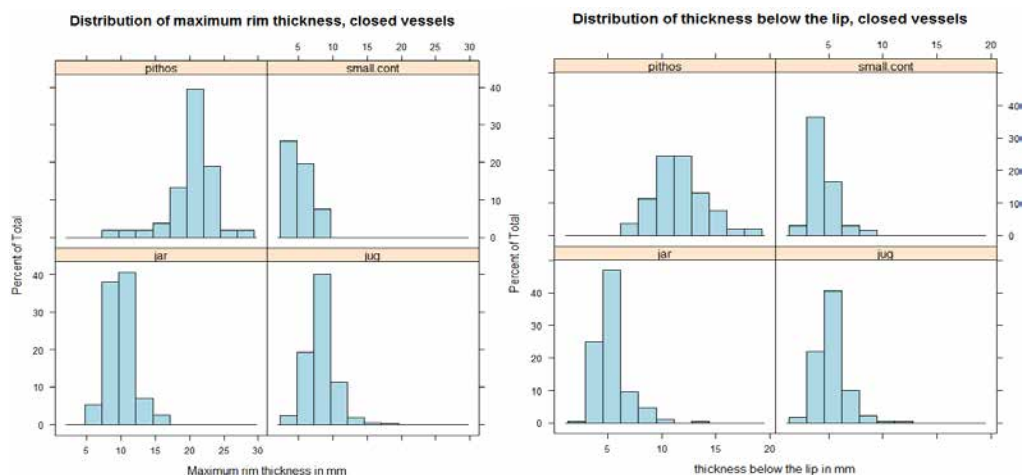 Distribution of maximum rim thickness, closed vessels
5 10 15 20 25 30
pithos small.cont
40
30
20
10
0
jar jug
40
30
20
10
0
Percent of Total
5 10 15 20 25 30
Maximum rim thickness in mm
Distribution of thickness below the lip, closed vessels
5 10 15 20
pithos small.cont
400
300
200
100
0
jar jug
40
30
20
10
0
Percent of Total
5 10 15 20
thickness below the lip in mm